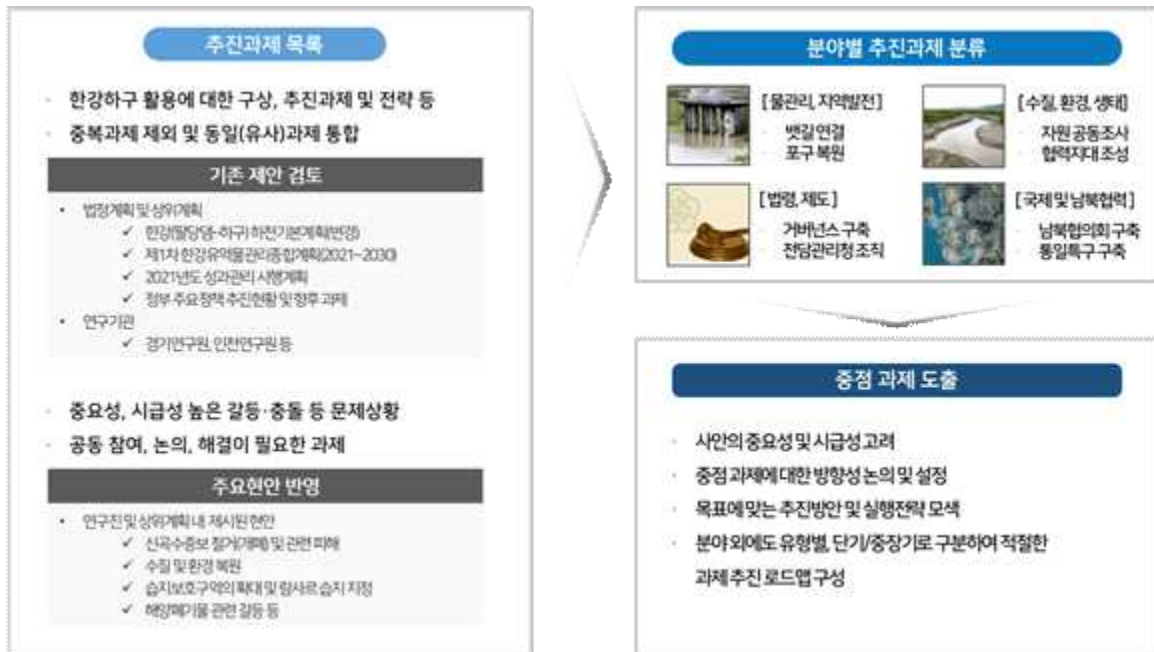 추진과제 목록
한강하구 활용에 대한 구상, 추진과제 및 전략 등
중복과제 제외 및 동일(유사)과제 통합
기존 제안 검토
법정계획 및 상위계획
한강(팔당댐~하구) 하천기본계획(변경)
제1차 한강유역물관리종합계획(2021~2030)
2021년도 성과관리 시행계획
정부 주요정책 추진현황 및 향후 과제
연구기관
경기연구원, 인천연구원 등
중요성, 시급성 높은 갈등·충돌 등 문제상황
공동 참여, 논의, 해결이 필요한 과제
주요현안 반영
연구진 및 상위계획 내 제시된 현안
신곡수중보 철거(개폐) 및 관련 피해
수질 및 환경 복원
습지보호구역의 확대 및 람사르 습지 지정
해양폐기물 관련 갈등 등
분야별 추진과제 분류
[물관리, 지역발전]
뱃길 연결
포구 복원
[수질, 환경, 생태]
자원 공동조사
협력지대 조성
[법령, 제도]
거버넌스 구축
전담관리청 조직
[국제 및 남북협력]
남북협의회 구축
통일특구 구축
중점 과제 도출
사안의 중요성 및 시급성 고려
중점 과제에 대한 방향성 논의 및 설정
목표에 맞는 추진방안 및 실행전략 모색
분야 외에도 유형별, 단기/중장기로 구분하여 적절한
과제 추진 로드맵 구성